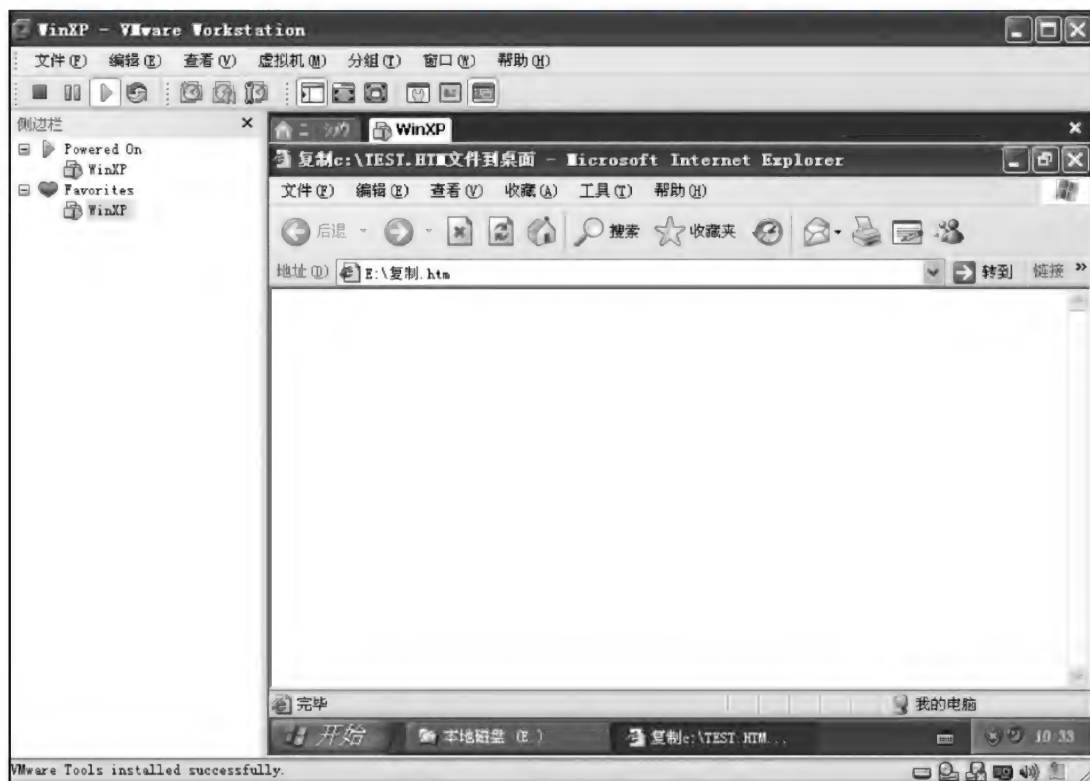 WinXP - VMware Workstation
文件(F) 编辑(E) 查看(V) 虚拟机(M) 分组(T) 窗口(W) 帮助(H)
侧边栏
Powered On
WinXP
Favorites
WinXP
WinXP
复制c:\TEST.HTM文件到桌面 - Microsoft Internet Explorer
文件(F) 编辑(E) 查看(V) 收藏(A) 工具(T) 帮助(H)
后退 搜索 收藏夹
地址(D) E:\复制.htm 转到 链接 »
完毕 我的电脑
开始 本地磁盘 (E:) 复制c:\TEST.HTM... 10:33
VMware Tools installed successfully.